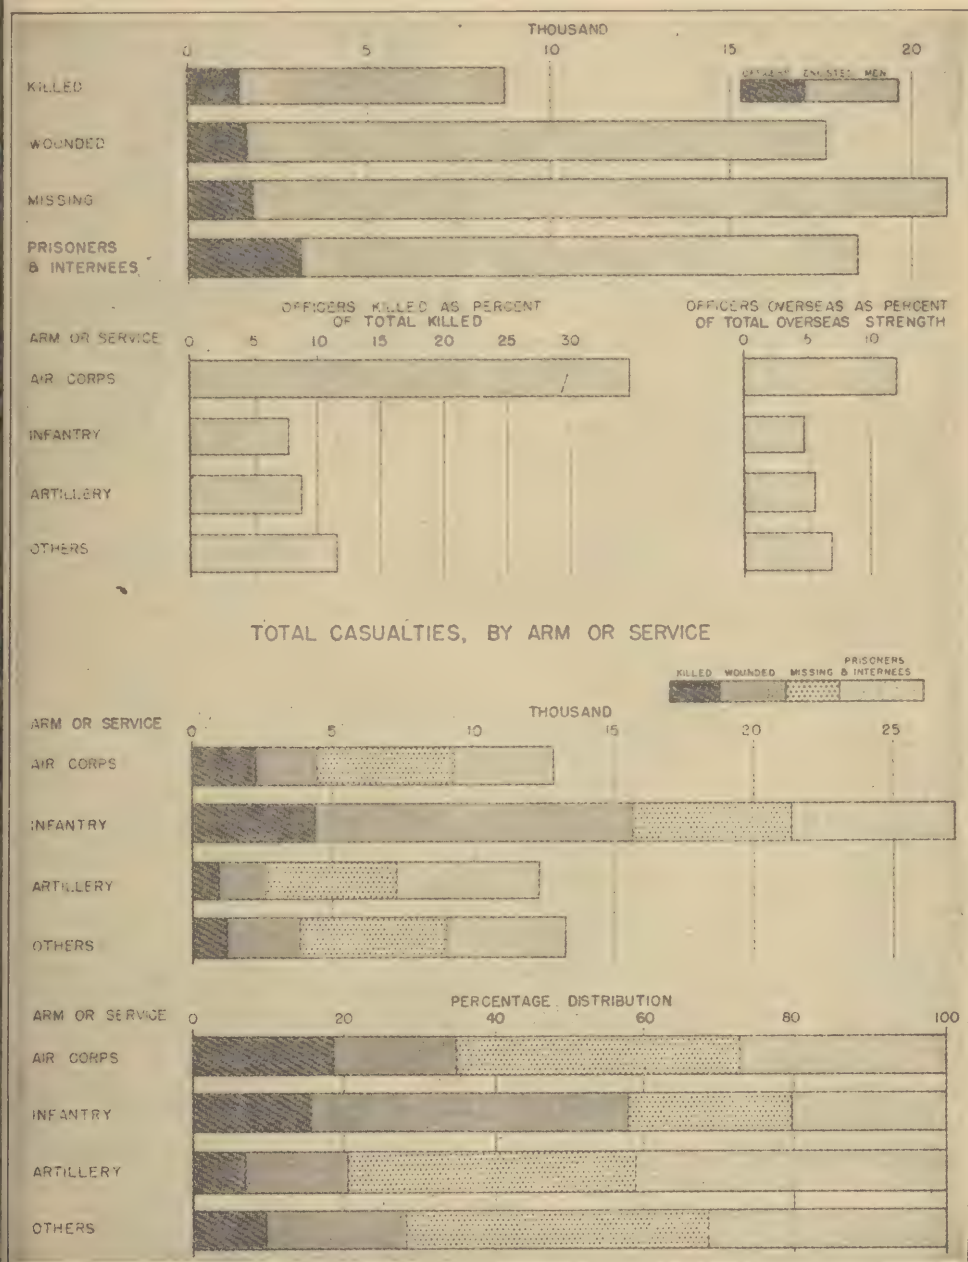 THOUSAND
0 5 10 15 20
OFFICERS ENLISTED MEN
KILLED
WOUNDED
MISSING
PRISONERS
& INTERNEES
OFFICERS KILLED AS PERCENT
OF TOTAL KILLED
OFFICERS OVERSEAS AS PERCENT
OF TOTAL OVERSEAS STRENGTH
ARM OR SERVICE 0 5 10 15 20 25 30 0 5 10
AIR CORPS
INFANTRY
ARTILLERY
OTHERS
TOTAL CASUALTIES, BY ARM OR SERVICE
KILLED WOUNDED MISSING PRISONERS & INTERNEES
THOUSAND
ARM OR SERVICE 0 5 10 15 20 25
AIR CORPS
INFANTRY
ARTILLERY
OTHERS
PERCENTAGE DISTRIBUTION
ARM OR SERVICE 0 20 40 60 80 100
AIR CORPS
INFANTRY
ARTILLERY
OTHERS